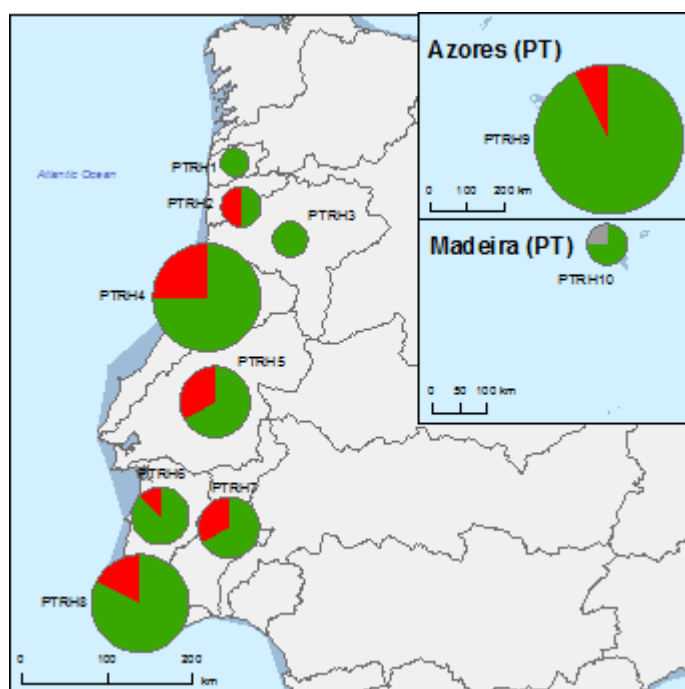 Azores (PT)
PTRH9
0 100 200 km
Madeira (PT)
PTRH10
0 50 100 km
Atlantic Ocean
PTRH1
PTRH2
PTRH3
PTRH4
PTRH5
PTRH6
PTRH7
PTRH8
0 100 200
km